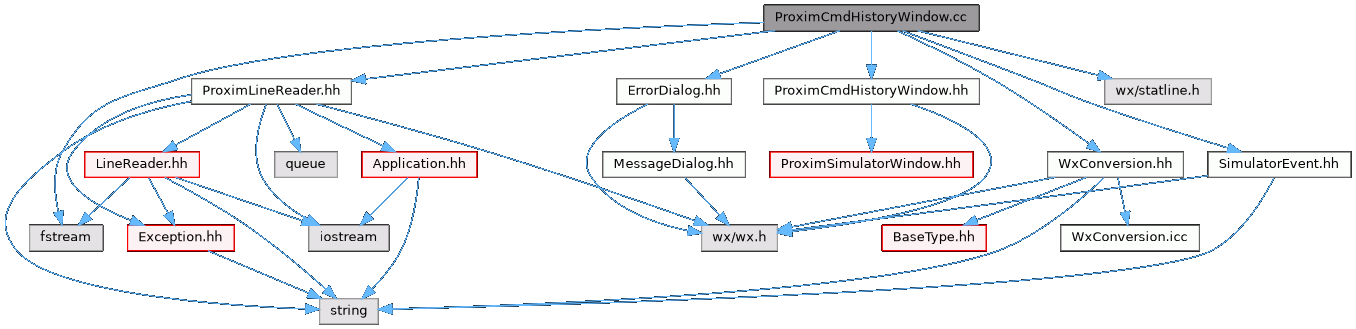 ProximCmdHistoryWindow.cc
ProximLineReader.hh
ErrorDialog.hh
ProximCmdHistoryWindow.hh
wx/statline.h
LineReader.hh
queue
Application.hh
MessageDialog.hh
ProximSimulatorWindow.hh
WxConversion.hh
SimulatorEvent.hh
fstream
Exception.hh
iostream
wx/wx.h
BaseType.hh
WxConversion.icc
string